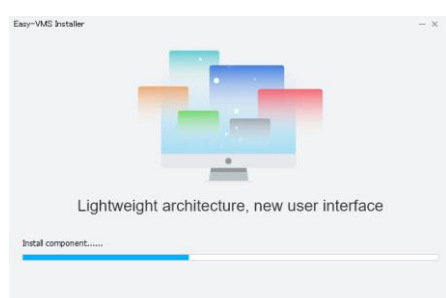 Easy-VMS Installer
Lightweight architecture, new user interface
Install component......